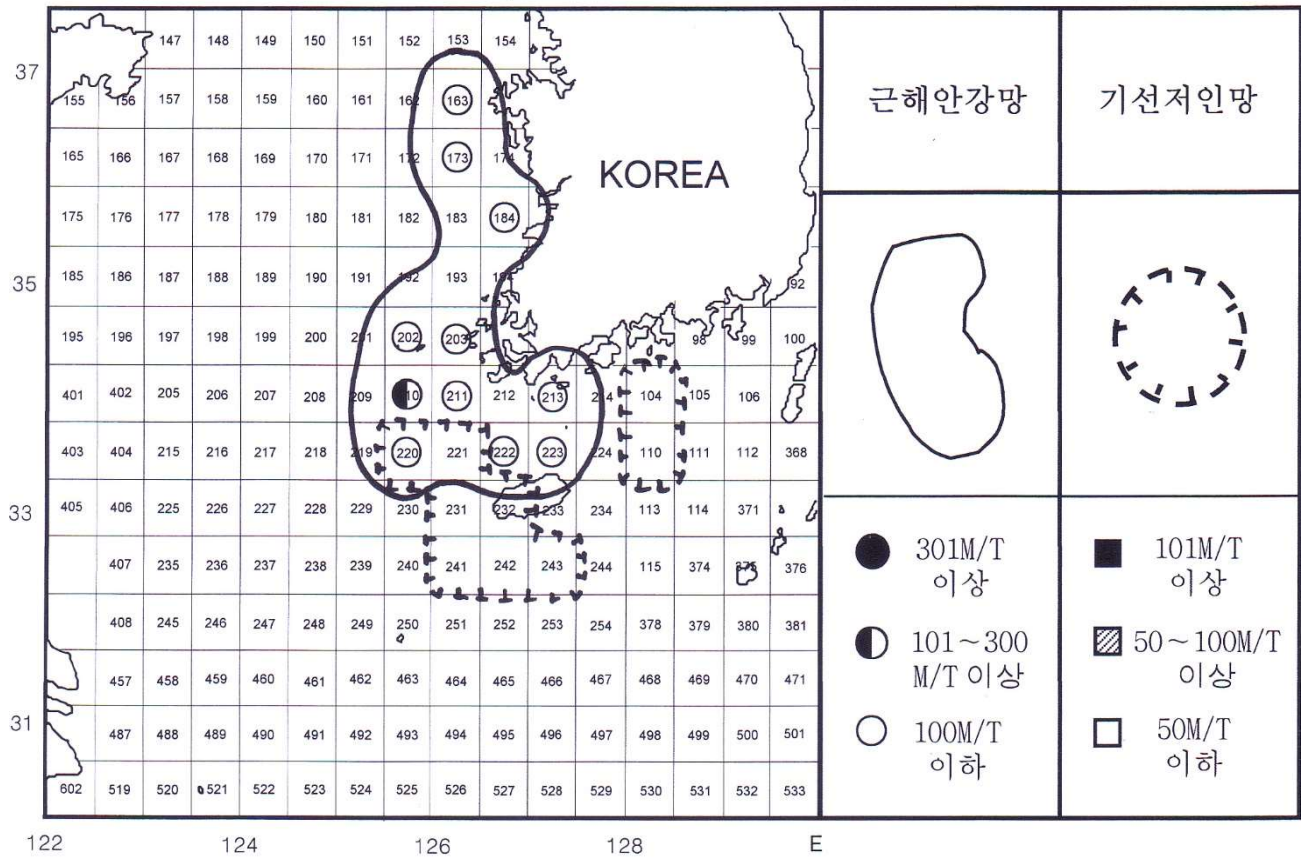 147 148 149 150 151 152 153 154
37
155 156 157 158 159 160 161 162 163
165 166 167 168 169 170 171 172 173 174
KOREA
175 176 177 178 179 180 181 182 183 184
185 186 187 188 189 190 191 192 193 194
35
92
195 196 197 198 199 200 201 202 203 98 99 100
401 402 205 206 207 208 209 210 211 212 213 214 104 105 106
403 404 215 216 217 218 219 220 221 222 223 224 110 111 112 368
33
405 406 225 226 227 228 229 230 231 232 233 234 113 114 371
407 235 236 237 238 239 240 241 242 243 244 115 374 375 376
408 245 246 247 248 249 250 251 252 253 254 378 379 380 381
457 458 459 460 461 462 463 464 465 466 467 468 469 470 471
31
487 488 489 490 491 492 493 494 495 496 497 498 499 500 501
602 519 520 521 522 523 524 525 526 527 528 529 530 531 532 533
122 124 126 128 E
근해안강망
기선저인망
301M/T
이상
101M/T
이상
101~300
M/T 이상
50~100M/T
이상
100M/T
이하
50M/T
이하